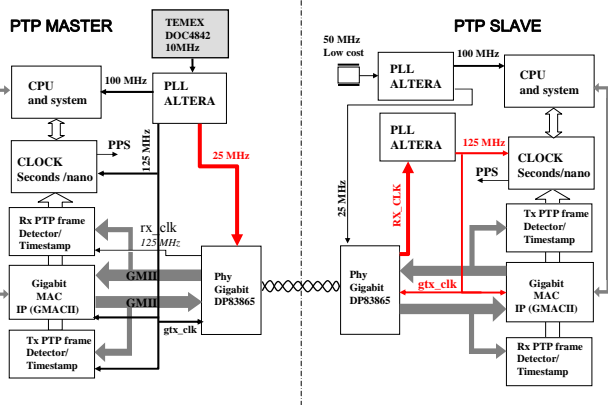 PTP MASTER
TEMEX
DOC4842
10MHz
CPU
and system
100 MHz
PLL
ALTERA
CLOCK
Seconds /nano
PPS
125 MHz
25 MHz
Rx PTP frame
Detector/
Timestamp
rx_clk
125 MHz
GMII
GMII
Gigabit
MAC
IP (GMACII)
Phy
Gigabit
DP83865
gtx_clk
Tx PTP frame
Detector/
Timestamp
PTP SLAVE
50 MHz
Low cost
PLL
ALTERA
100 MHz
CPU
and system
PLL
ALTERA
125 MHz
CLOCK
Seconds/nano
PPS
25 MHz
RX_CLK
Tx PTP frame
Detector/
Timestamp
Phy
Gigabit
DP83865
gtx_clk
Gigabit
MAC
IP (GMACII)
Rx PTP frame
Detector/
Timestamp